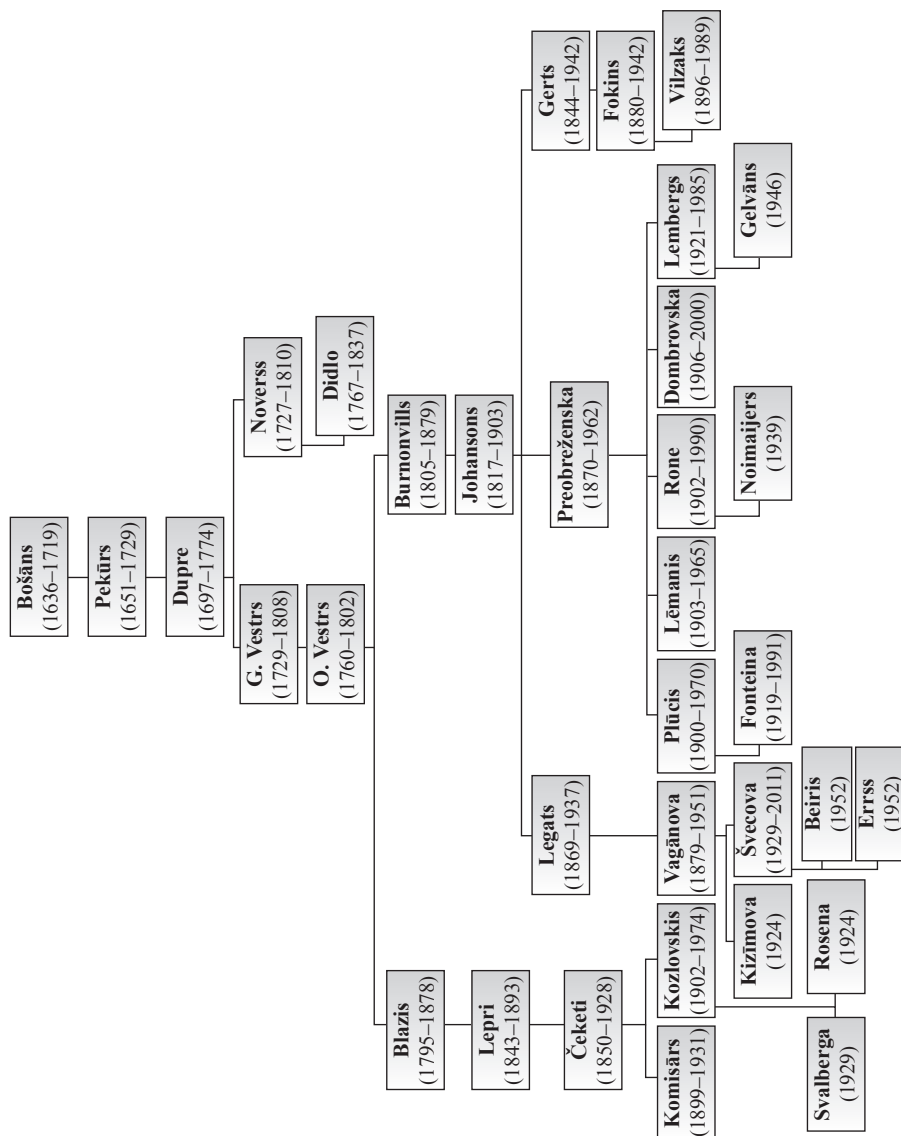 Bošāns
(1636–1719)
Pekūrs
(1651–1729)
Dupre
(1697–1774)
G. Vestrs
(1729–1808)
Noverss
(1727–1810)
O. Vestrs
(1760–1802)
Didlo
(1767–1837)
Blazis
(1795–1878)
Burnonvills
(1805–1879)
Lepri
(1843–1893)
Johansons
(1817–1903)
Čeketi
(1850–1928)
Legats
(1869–1937)
Preobreženska
(1870–1962)
Gerts
(1844–1942)
Fokins
(1880–1942)
Komisārs
(1899–1931)
Kozlovskis
(1902–1974)
Vagānova
(1879–1951)
Plūcis
(1900–1970)
Lēmanis
(1903–1965)
Rone
(1902–1990)
Dombrovska
(1906–2000)
Lembergs
(1921–1985)
Vilzaks
(1896–1989)
Kizīmova
(1924)
Švecova
(1929–2011)
Fonteina
(1919–1991)
Noimaijers
(1939)
Gelvāns
(1946)
Svalberga
(1929)
Rosena
(1924)
Beiris
(1952)
Errss
(1952)